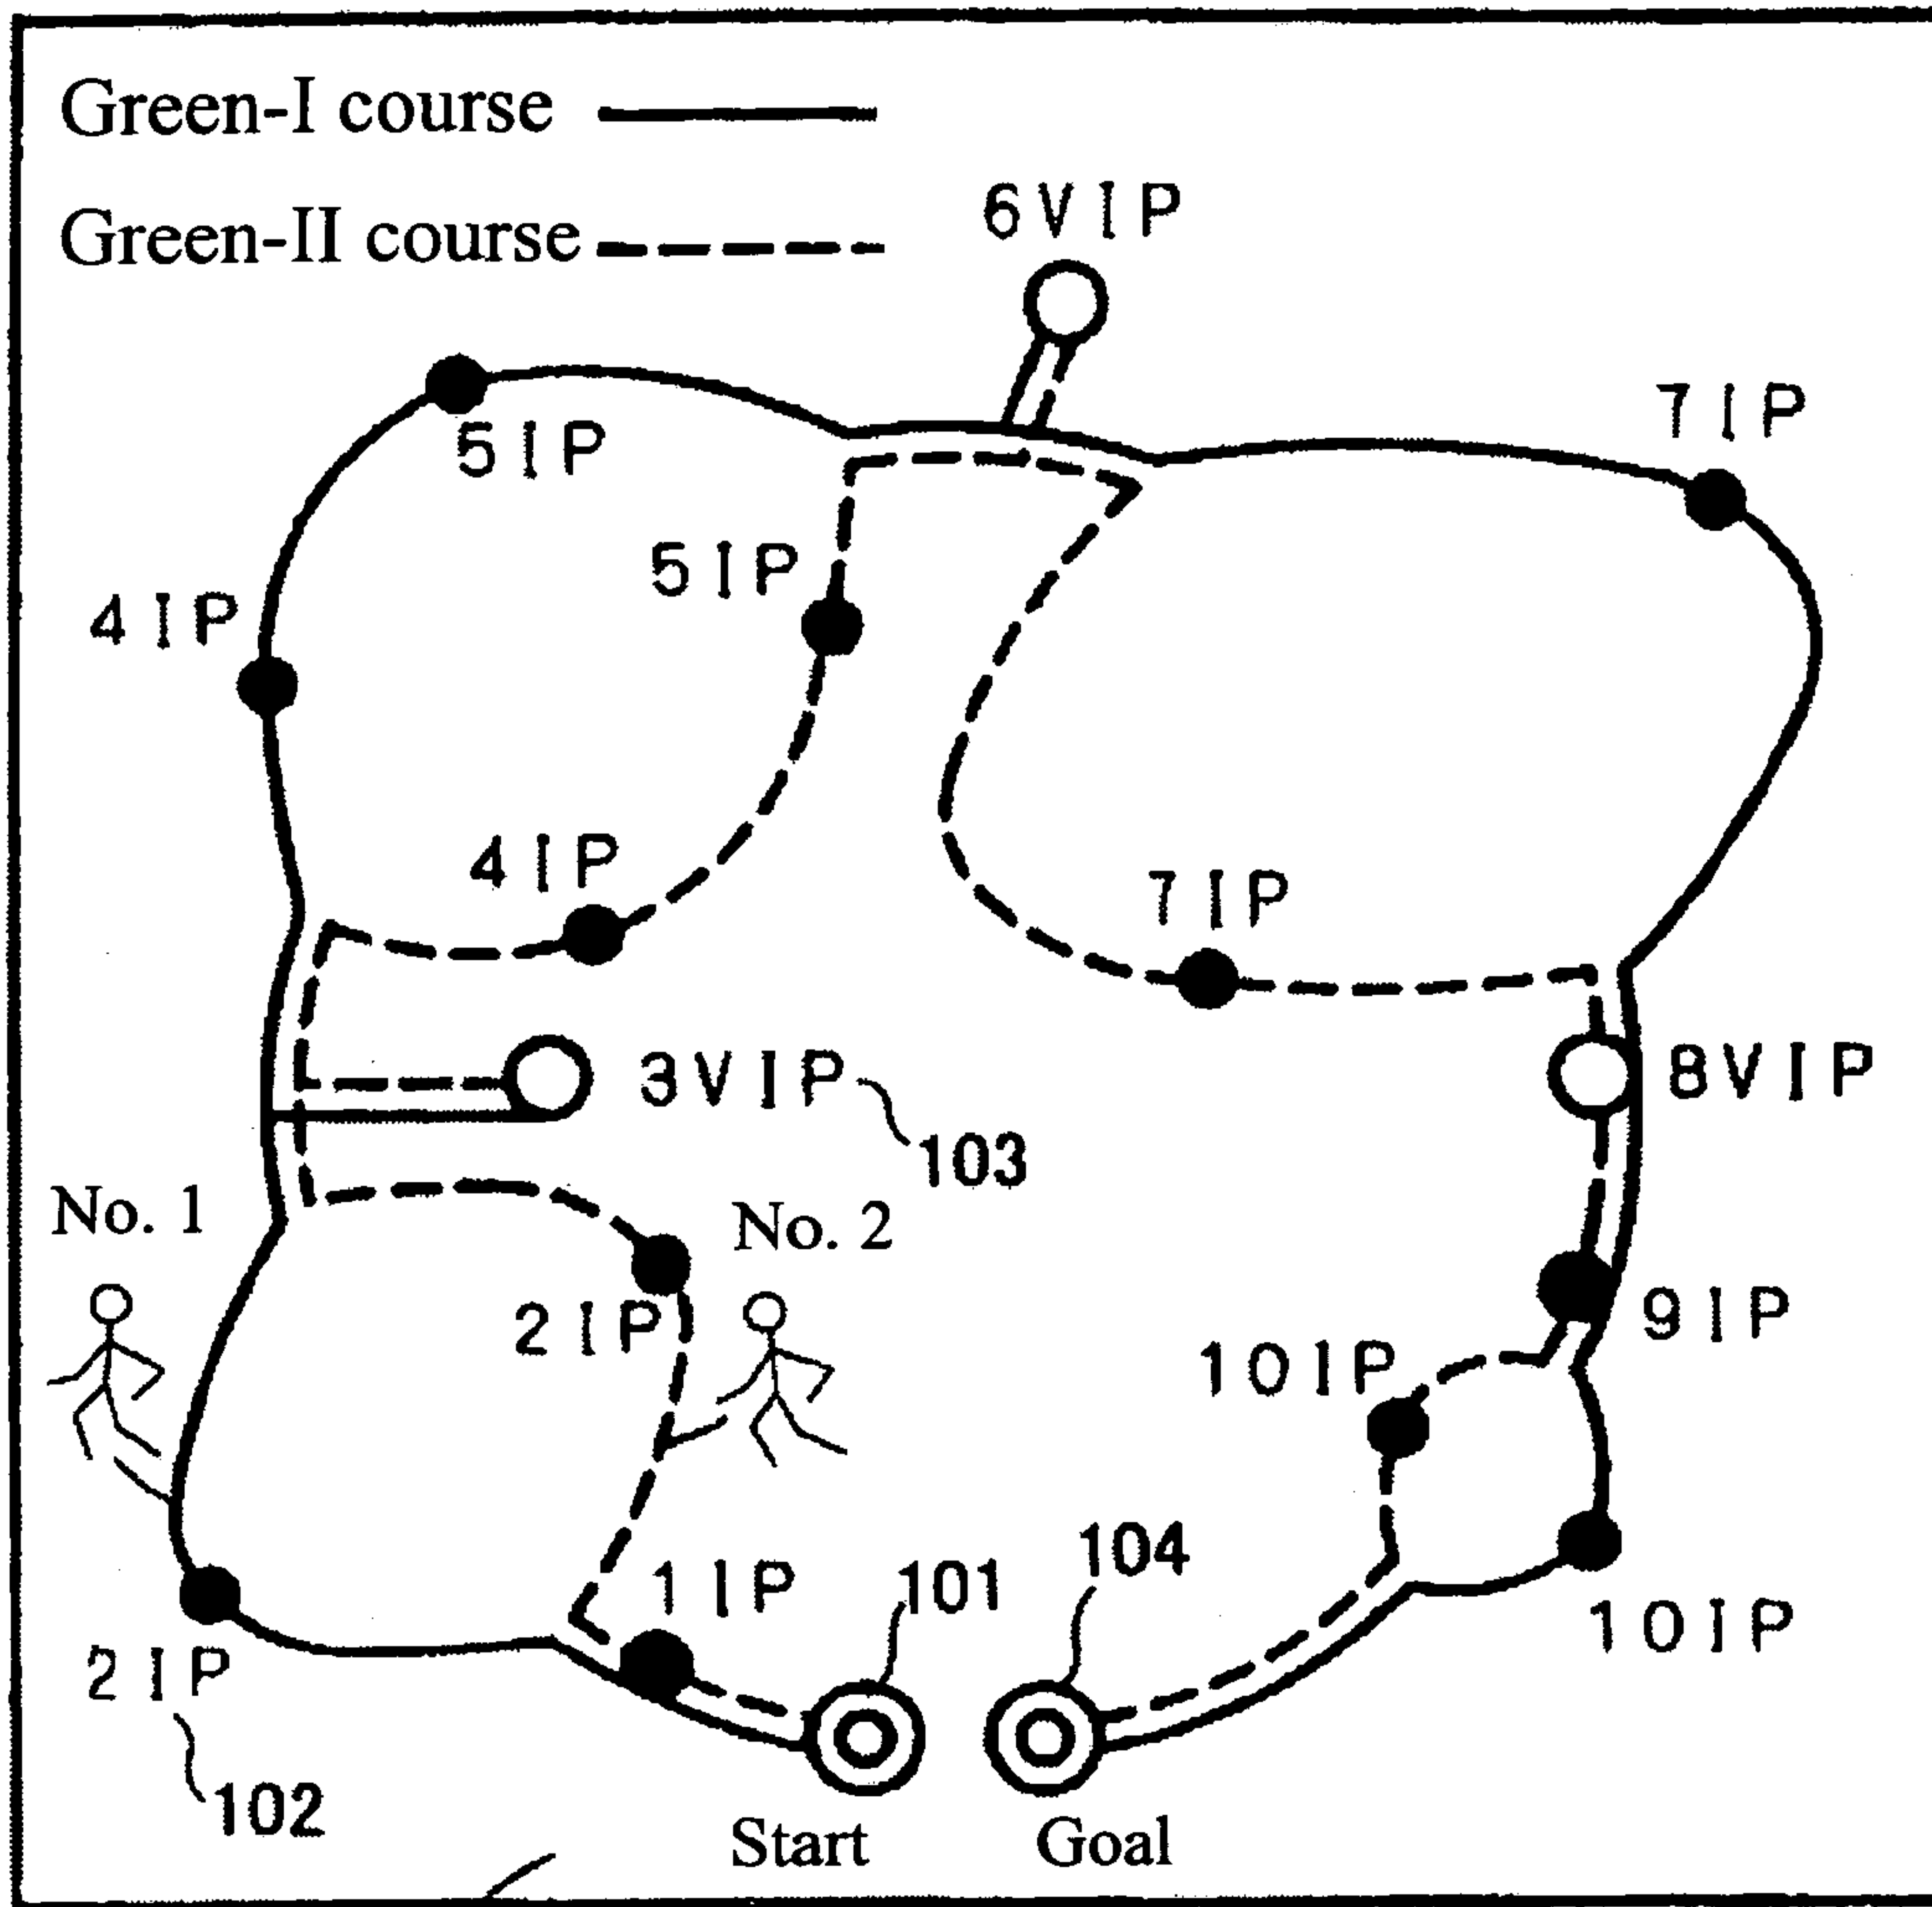 Green-I course
Green-II course
6VIP
7IP
5IP
5IP
4IP
4IP
7IP
3VIP
8VIP
103
No. 1
No. 2
2IP
9IP
10IP
104
1IP
101
10IP
2IP
102
Start
Goal